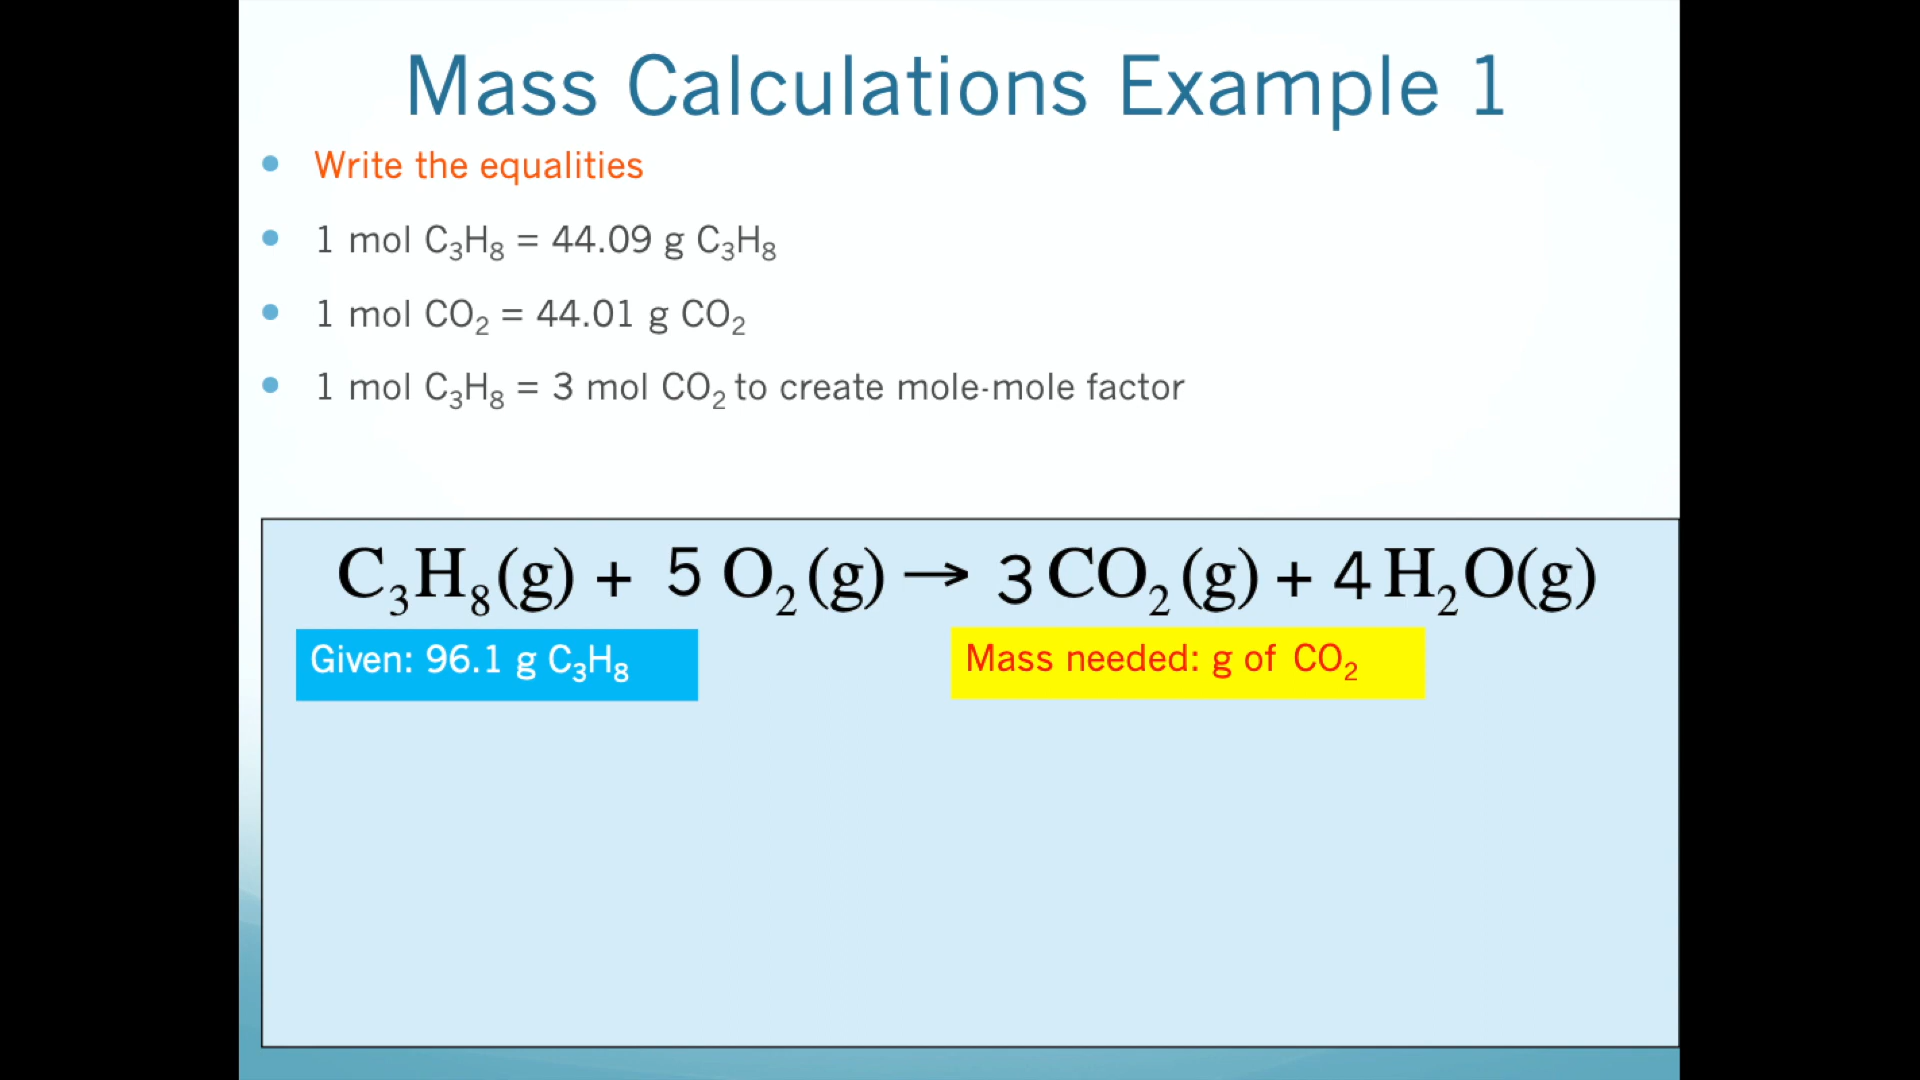 Mass Calculations Example 1
• Write the equalities
• 1 mol C₃H₈ = 44.09 g C₃H₈
• 1 mol CO₂ = 44.01 g CO₂
• 1 mol C₃H₈ = 3 mol CO₂ to create mole-mole factor
C₃H₈(g) + 5 O₂(g) → 3 CO₂(g) + 4 H₂O(g)
Given: 96.1 g C₃H₈
Mass needed: g of CO₂